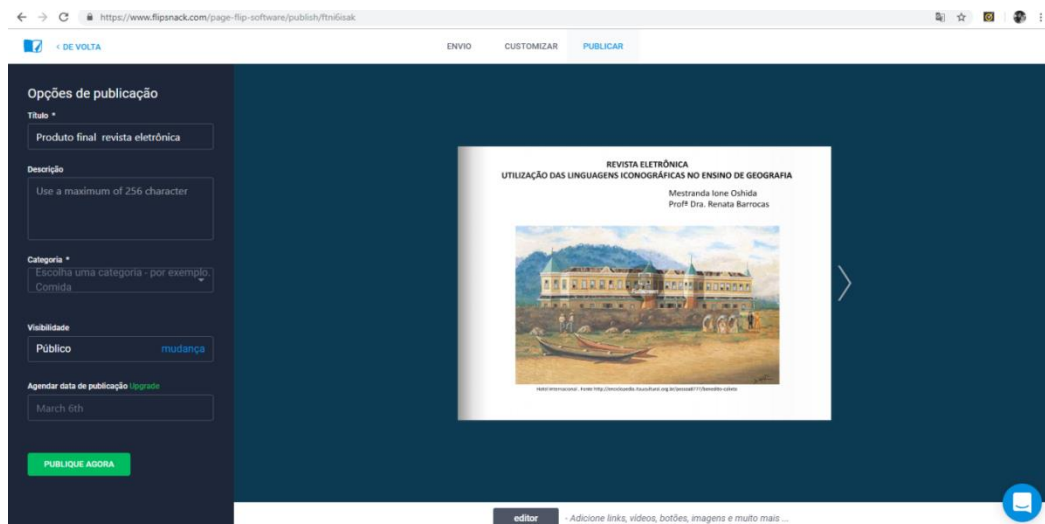 https://www.flipsnack.com/page-flip-software/publish/ftni6isak
< DE VOLTA
ENVIO
CUSTOMIZAR
PUBLICAR
Opções de publicação
Título *
Produto final revista eletrônica
Descrição
Use a maximum of 256 character
Categoria *
Escolha uma categoria - por exemplo.
Comida
Visibilidade
Público mudança
Agendar data de publicação Upgrade
March 6th
PUBLIQUE AGORA
REVISTA ELETRÔNICA
UTILIZAÇÃO DAS LINGUAGENS ICONOGRÁFICAS NO ENSINO DE GEOGRAFIA
Mestranda Ione Oshida
Profª Dra. Renata Barrocas
Hotel Internacional. Fonte
editor - Adicione links, vídeos, botões, imagens e muito mais ...